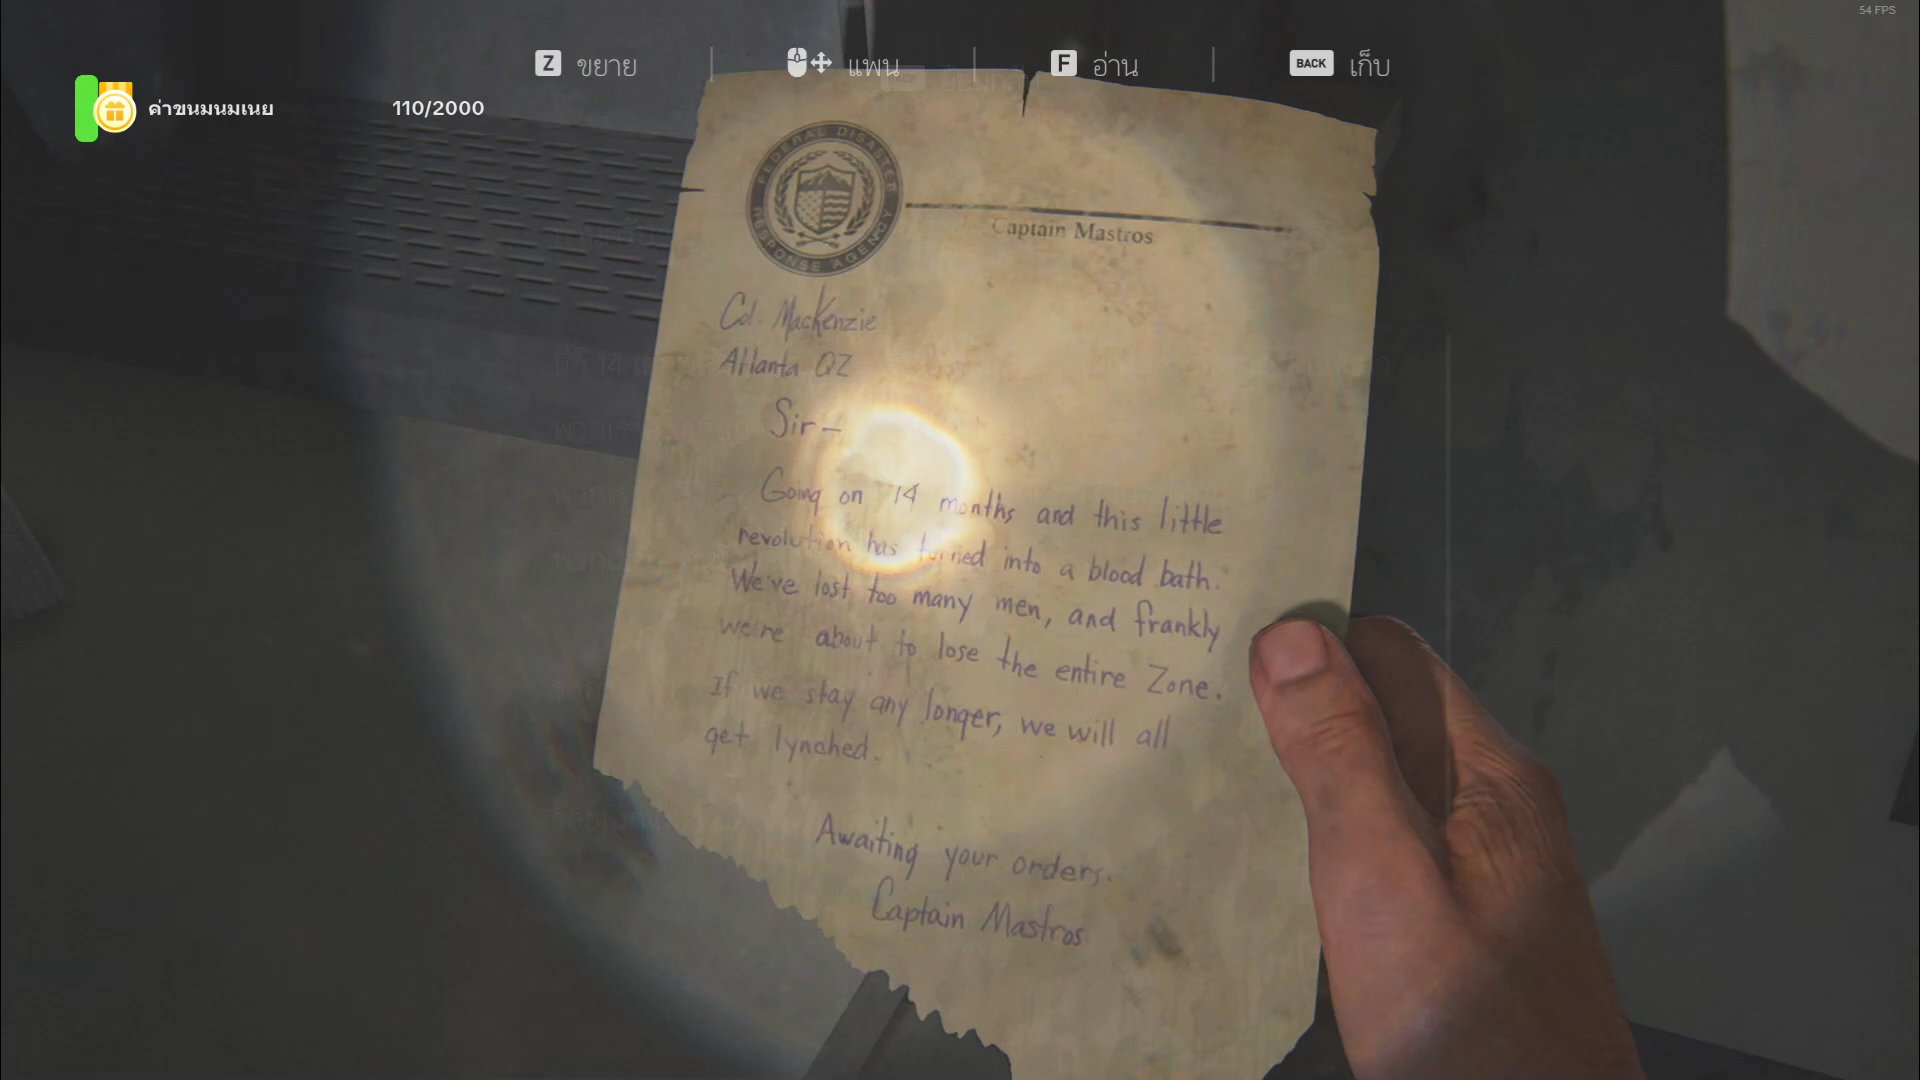 54 FPS
Z ขยาย แพน F อ่าน BACK เก็บ
ค่าขนมนมเนย 110/2000
FEDERAL DISASTER RESPONSE AGENCY
Captain Mastros
Col. MacKenzie
Atlanta QZ
Sir-
Going on 14 months and this little
revolution has turned into a blood bath.
We've lost too many men, and frankly
we're about to lose the entire Zone.
If we stay any longer, we will all
get lynched.
Awaiting your orders.
Captain Mastros